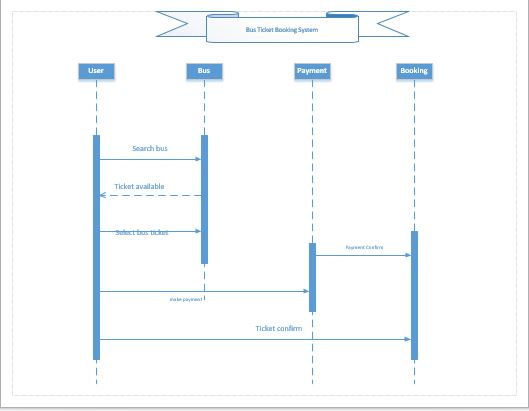 Bus Ticket Booking System
User
Bus
Payment
Booking
Search bus
Ticket available
Select bus ticket
Payment Confirm
make payment
Ticket confirm